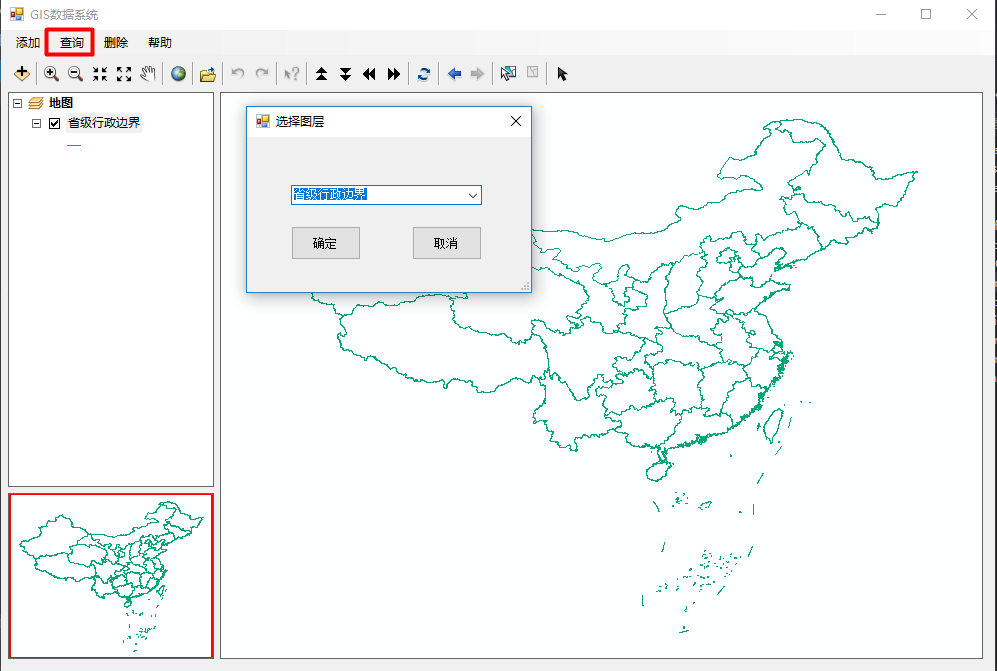 GIS数据系统
添加 查询 删除 帮助
地图
省级行政边界
选择图层
省级行政边界
确定 取消